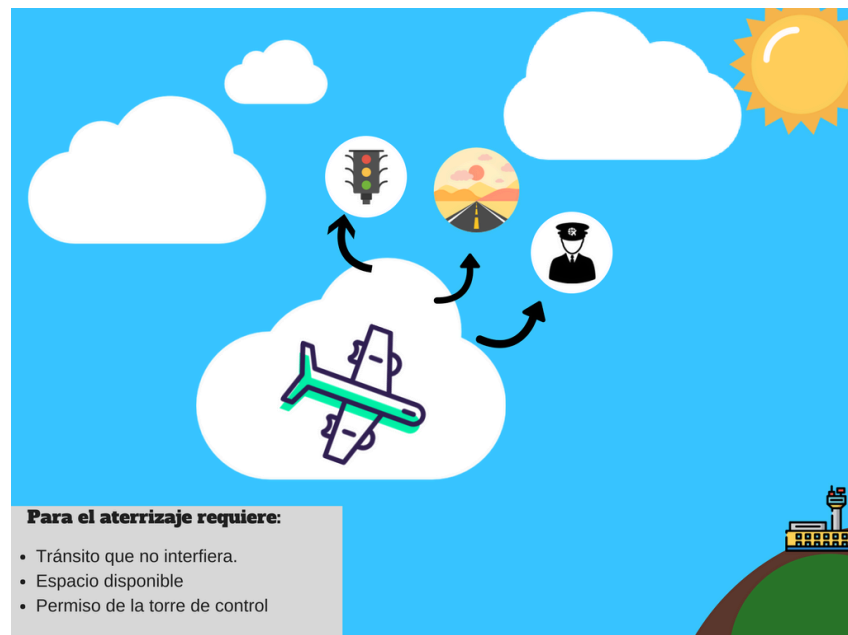 Para el aterrizaje requiere:
Tránsito que no interfiera.
Espacio disponible
Permiso de la torre de control